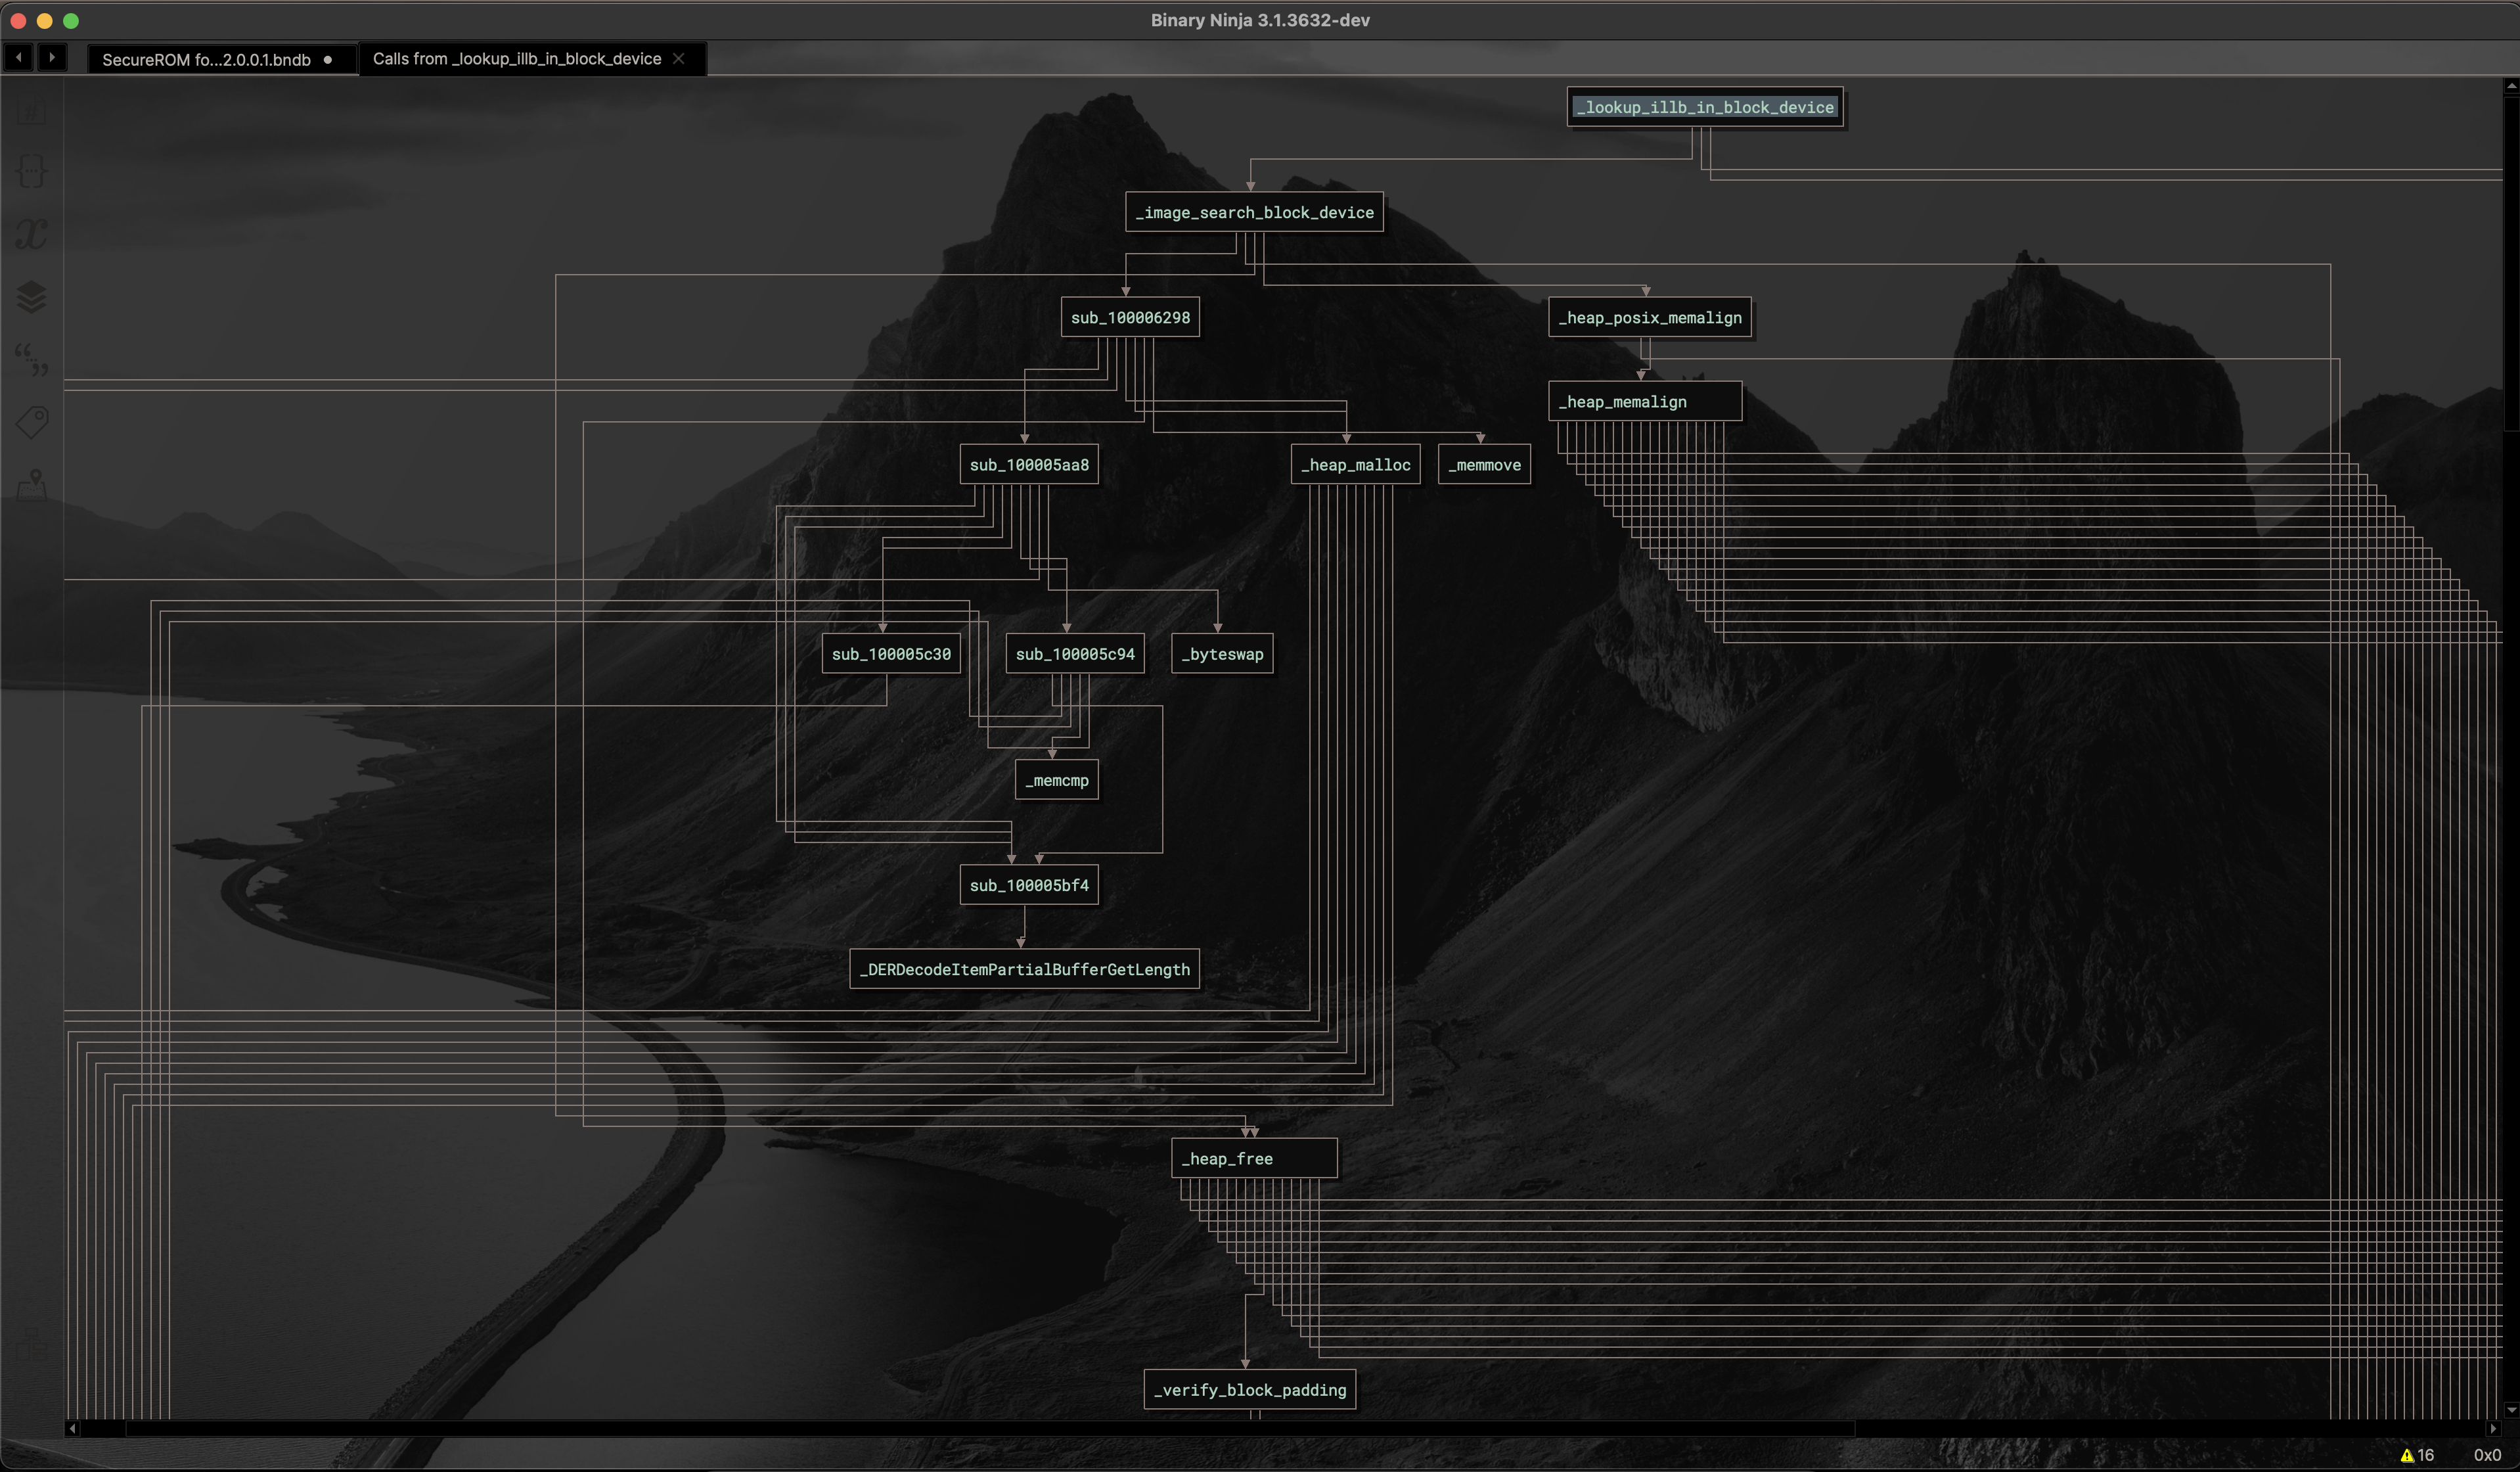 Binary Ninja 3.1.3632-dev
SecureROM fo...2.0.0.1.bndb
Calls from _lookup_illb_in_block_device
_lookup_illb_in_block_device
_image_search_block_device
sub_100006298
_heap_posix_memalign
_heap_memalign
sub_100005aa8
_heap_malloc
_memmove
sub_100005c30
sub_100005c94
_byteswap
_memcmp
sub_100005bf4
_DERDecodeItemPartialBufferGetLength
_heap_free
_verify_block_padding
16
0x0